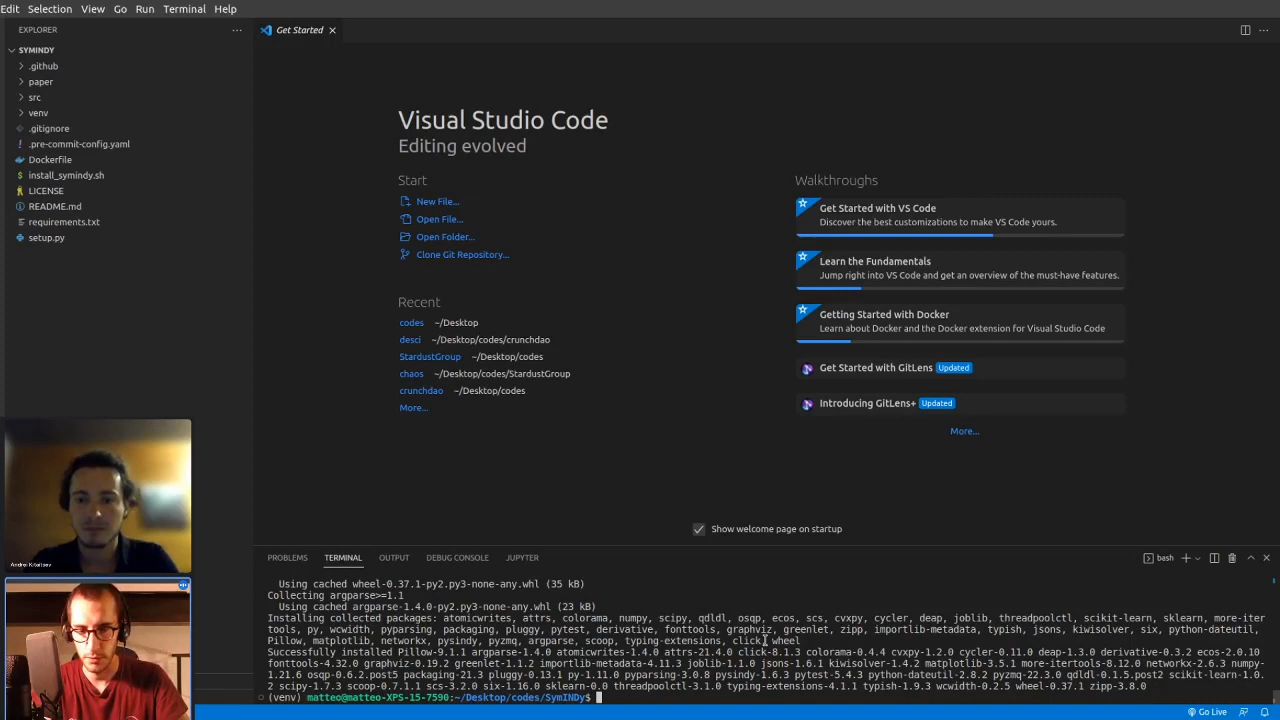 Edit Selection View Go Run Terminal Help
EXPLORER
Get Started
SYMINDY
.github
paper
src
venv
.gitignore
.pre-commit-config.yaml
Dockerfile
install_symindy.sh
LICENSE
README.md
requirements.txt
setup.py
Visual Studio Code
Editing evolved
Start
New File...
Open File...
Open Folder...
Clone Git Repository...
Recent
codes ~/Desktop
desci ~/Desktop/codes/crunchdao
StardustGroup ~/Desktop/codes
chaos ~/Desktop/codes/StardustGroup
crunchdao ~/Desktop/codes
More...
Walkthroughs
Get Started with VS Code
Discover the best customizations to make VS Code yours.
Learn the Fundamentals
Jump right into VS Code and get an overview of the must-have features.
Getting Started with Docker
Learn about Docker and the Docker extension for Visual Studio Code
Get Started with GitLens Updated
Introducing GitLens+ Updated
More...
Show welcome page on startup
Andrei Kitaitsev
PROBLEMS TERMINAL OUTPUT DEBUG CONSOLE JUPYTER
bash
Using cached wheel-0.37.1-py2.py3-none-any.whl (35 kB)
Collecting argparse>=1.1
Using cached argparse-1.4.0-py2.py3-none-any.whl (23 kB)
Installing collected packages: atomicwrites, attrs, colorama, numpy, scipy, qdldl, osqp, ecos, scs, cvxpy, cycler, deap, joblib, threadpoolctl, scikit-learn, sklearn, more-iter
tools, py, wcwidth, pyparsing, packaging, pluggy, pytest, derivative, fonttools, graphviz, greenlet, zipp, importlib-metadata, typish, jsons, kiwisolver, six, python-dateutil,
Pillow, matplotlib, networkx, pysindy, pyzmq, argparse, scoop, typing-extensions, click, wheel
Successfully installed Pillow-9.1.1 argparse-1.4.0 atomicwrites-1.4.0 attrs-21.4.0 click-8.1.3 colorama-0.4.4 cvxpy-1.2.0 cycler-0.11.0 deap-1.3.0 derivative-0.3.2 ecos-2.0.10
fonttools-4.32.0 graphviz-0.19.2 greenlet-1.1.2 importlib-metadata-4.11.3 joblib-1.1.0 jsons-1.6.1 kiwisolver-1.4.2 matplotlib-3.5.1 more-itertools-8.12.0 networkx-2.6.3 numpy-
1.21.6 osqp-0.6.2.post5 packaging-21.3 pluggy-0.13.1 py-1.11.0 pyparsing-3.0.8 pysindy-1.6.3 pytest-5.4.3 python-dateutil-2.8.2 pyzmq-22.3.0 qdldl-0.1.5.post2 scikit-learn-1.0.
2 scipy-1.7.3 scoop-0.7.1.1 scs-3.2.0 six-1.16.0 sklearn-0.0 threadpoolctl-3.1.0 typing-extensions-4.1.1 typish-1.9.3 wcwidth-0.2.5 wheel-0.37.1 zipp-3.8.0
(venv) matteo@matteo-XPS-15-7590:~/Desktop/codes/SymINDy$
Go Live